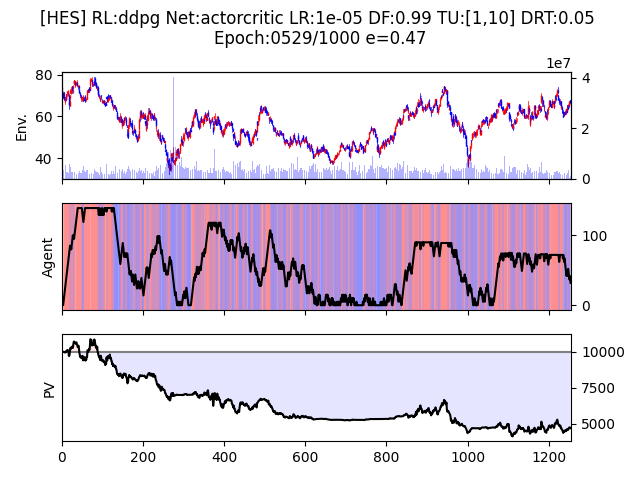 [HES] RL:ddpg Net:actorcritic LR:1e-05 DF:0.99 TU:[1,10] DRT:0.05
Epoch:0529/1000 e=0.47
1e7
80
60
40
Env.
4
2
0
Agent
100
0
PV
10000
7500
5000
0 200 400 600 800 1000 1200